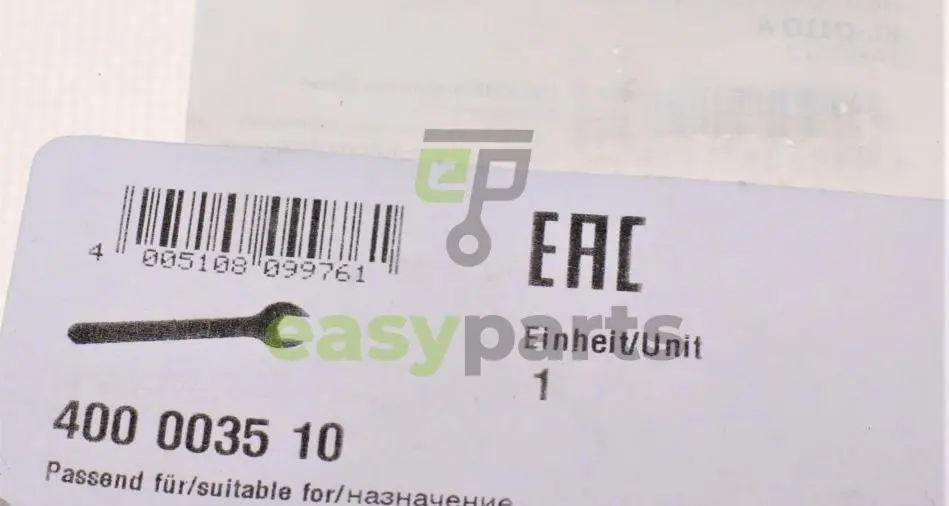 EAC
4 005108 099761
easyparts
Einheit/Unit
1
400 0035 10
Passend für/suitable for/назначение